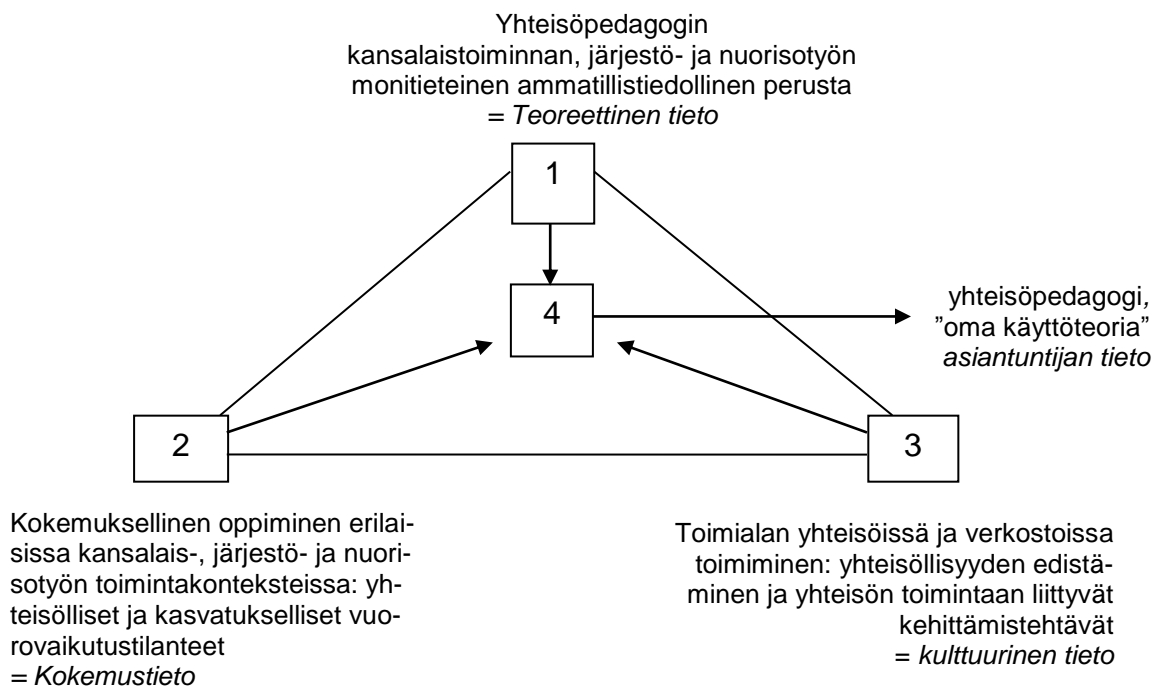 Yhteisöpedagogin
kansalaistoiminnan, järjestö- ja nuorisotyön
monitieteinen ammatillistiedollinen perusta
= Teoreettinen tieto
1
4
yhteisöpedagogi,
”oma käyttöteoria”
asiantuntijan tieto
2
3
Kokemuksellinen oppiminen erilai-
sissa kansalais-, järjestö- ja nuori-
sotyön toimintakonteksteissa: yh-
teisölliset ja kasvatukselliset vuo-
rovaikutustilanteet
= Kokemustieto
Toimialan yhteisöissä ja verkostoissa
toimiminen: yhteisöllisyyden edistä-
minen ja yhteisön toimintaan liittyvät
kehittämistehtävät
= kulttuurinen tieto